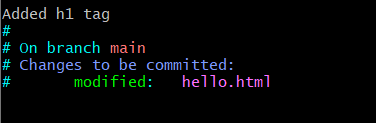 Added h1 tag
#
# On branch main
# Changes to be committed:
#       modified:   hello.html